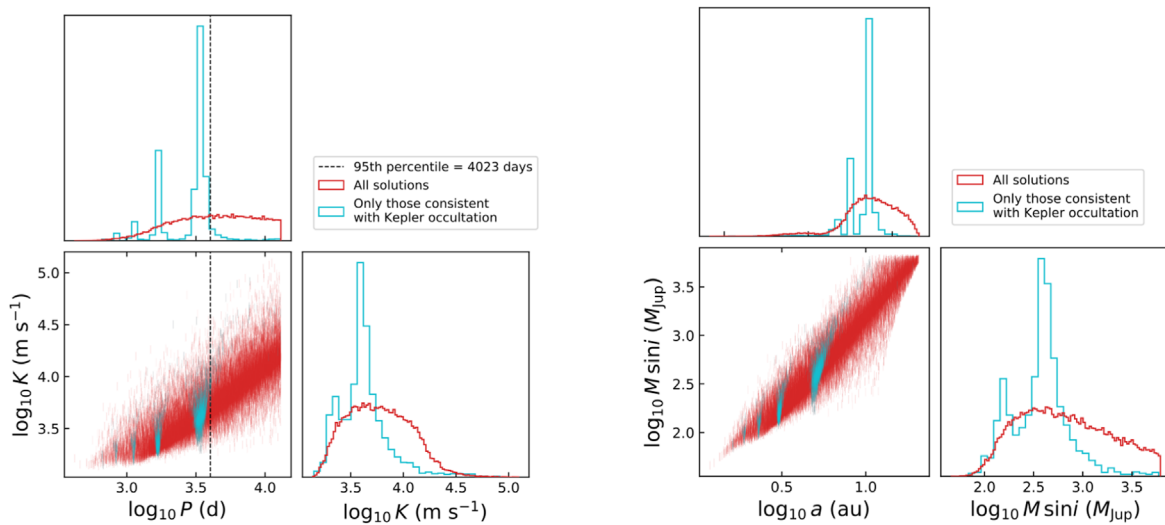 95th percentile = 4023 days
All solutions
Only those consistent
with Kepler occultation
5.0
4.5
4.0
3.5
log₁₀ K (m s⁻¹)
3.0 3.5 4.0
log₁₀ P (d)
3.5 4.0 4.5 5.0
log₁₀ K (m s⁻¹)
All solutions
Only those consistent
with Kepler occultation
3.5
3.0
2.5
2.0
log₁₀ M sini (M_Jup)
0.5 1.0
log₁₀ a (au)
2.0 2.5 3.0 3.5
log₁₀ M sini (M_Jup)